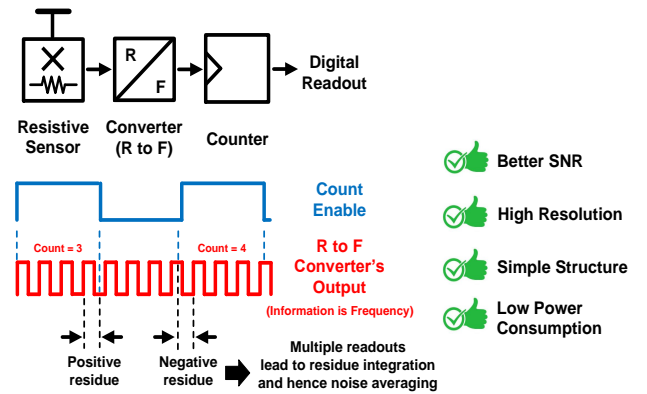 R
F
Digital
Readout
Resistive
Sensor
Converter
(R to F)
Counter
Count
Enable
Count = 3
Count = 4
R to F
Converter's
Output
(Information is Frequency)
Positive
residue
Negative
residue
Multiple readouts
lead to residue integration
and hence noise averaging
Better SNR
High Resolution
Simple Structure
Low Power
Consumption